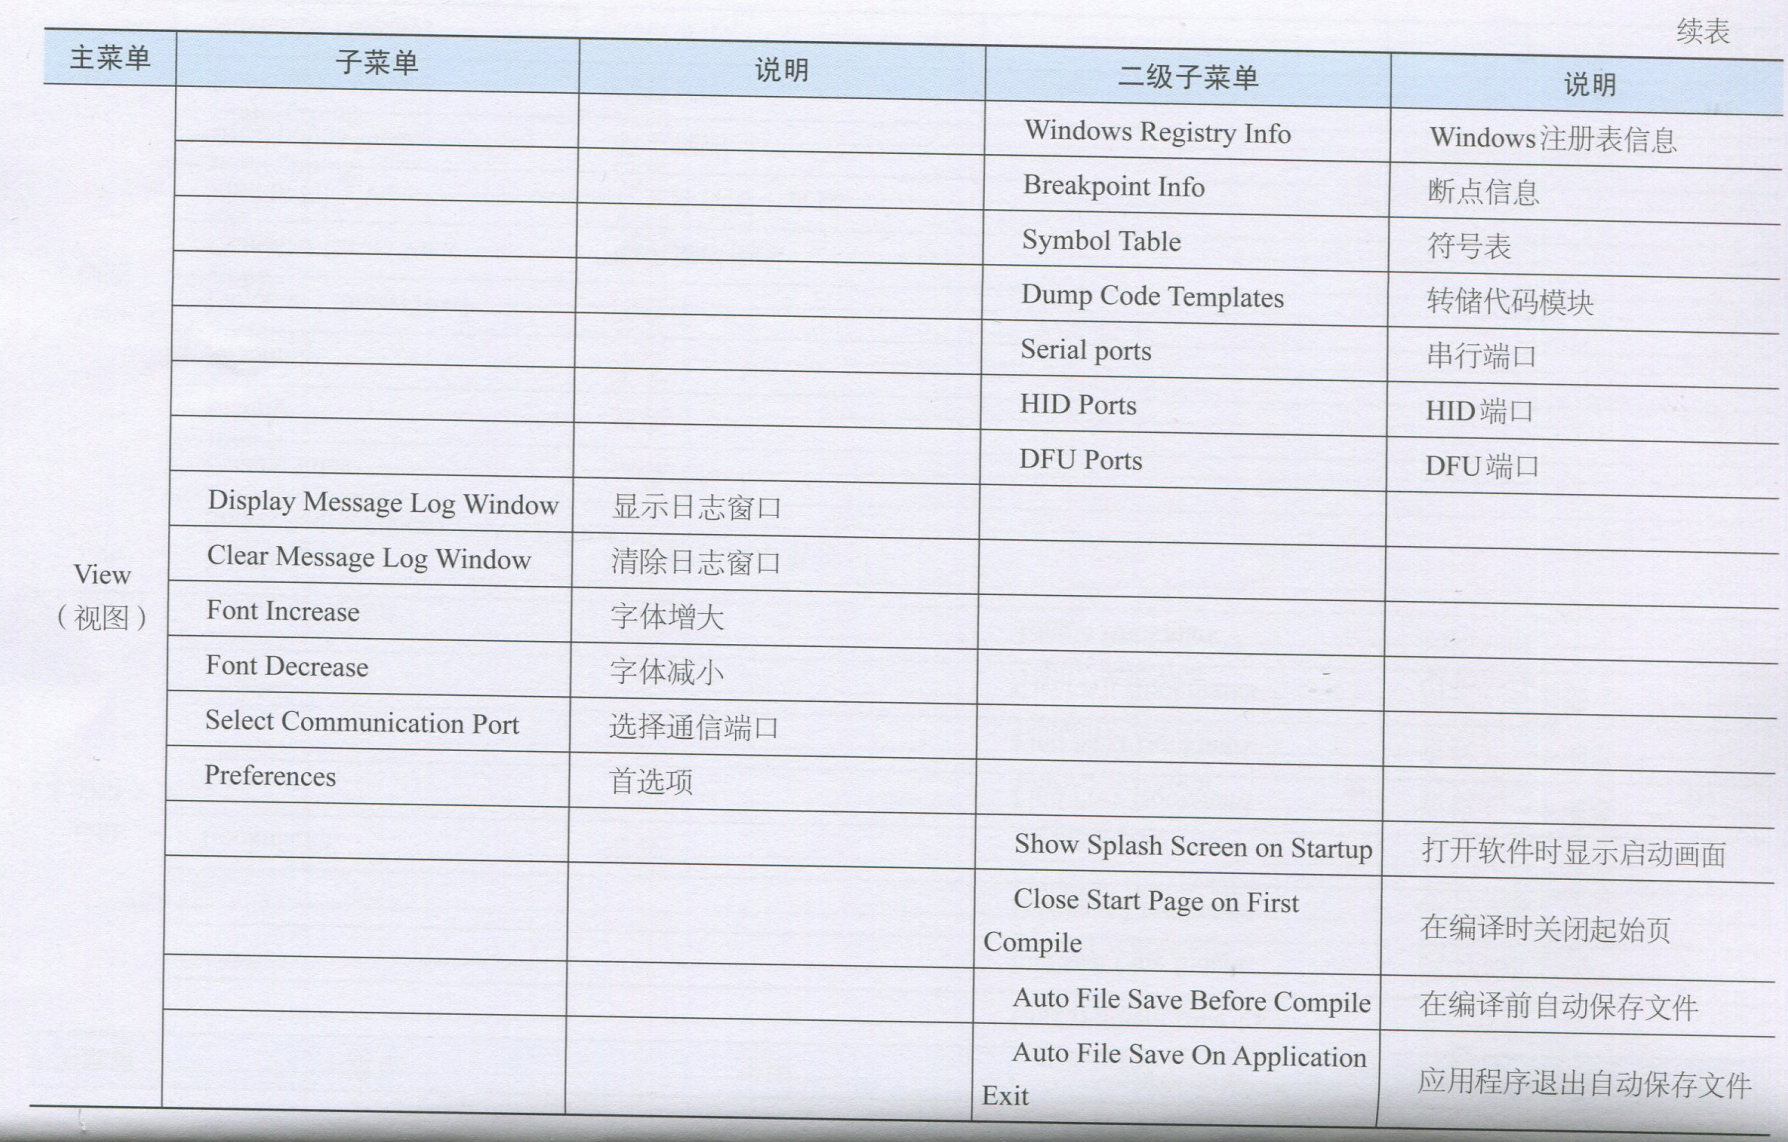 续表
主菜单 子菜单 说明 二级子菜单 说明
Windows Registry Info Windows注册表信息
Breakpoint Info 断点信息
Symbol Table 符号表
Dump Code Templates 转储代码模块
Serial ports 串行端口
HID Ports HID端口
DFU Ports DFU端口
Display Message Log Window 显示日志窗口
Clear Message Log Window 清除日志窗口
View
（视图）
Font Increase 字体增大
Font Decrease 字体减小
Select Communication Port 选择通信端口
Preferences 首选项
Show Splash Screen on Startup 打开软件时显示启动画面
Close Start Page on First
Compile 在编译时关闭起始页
Auto File Save Before Compile 在编译前自动保存文件
Auto File Save On Application
Exit 应用程序退出自动保存文件